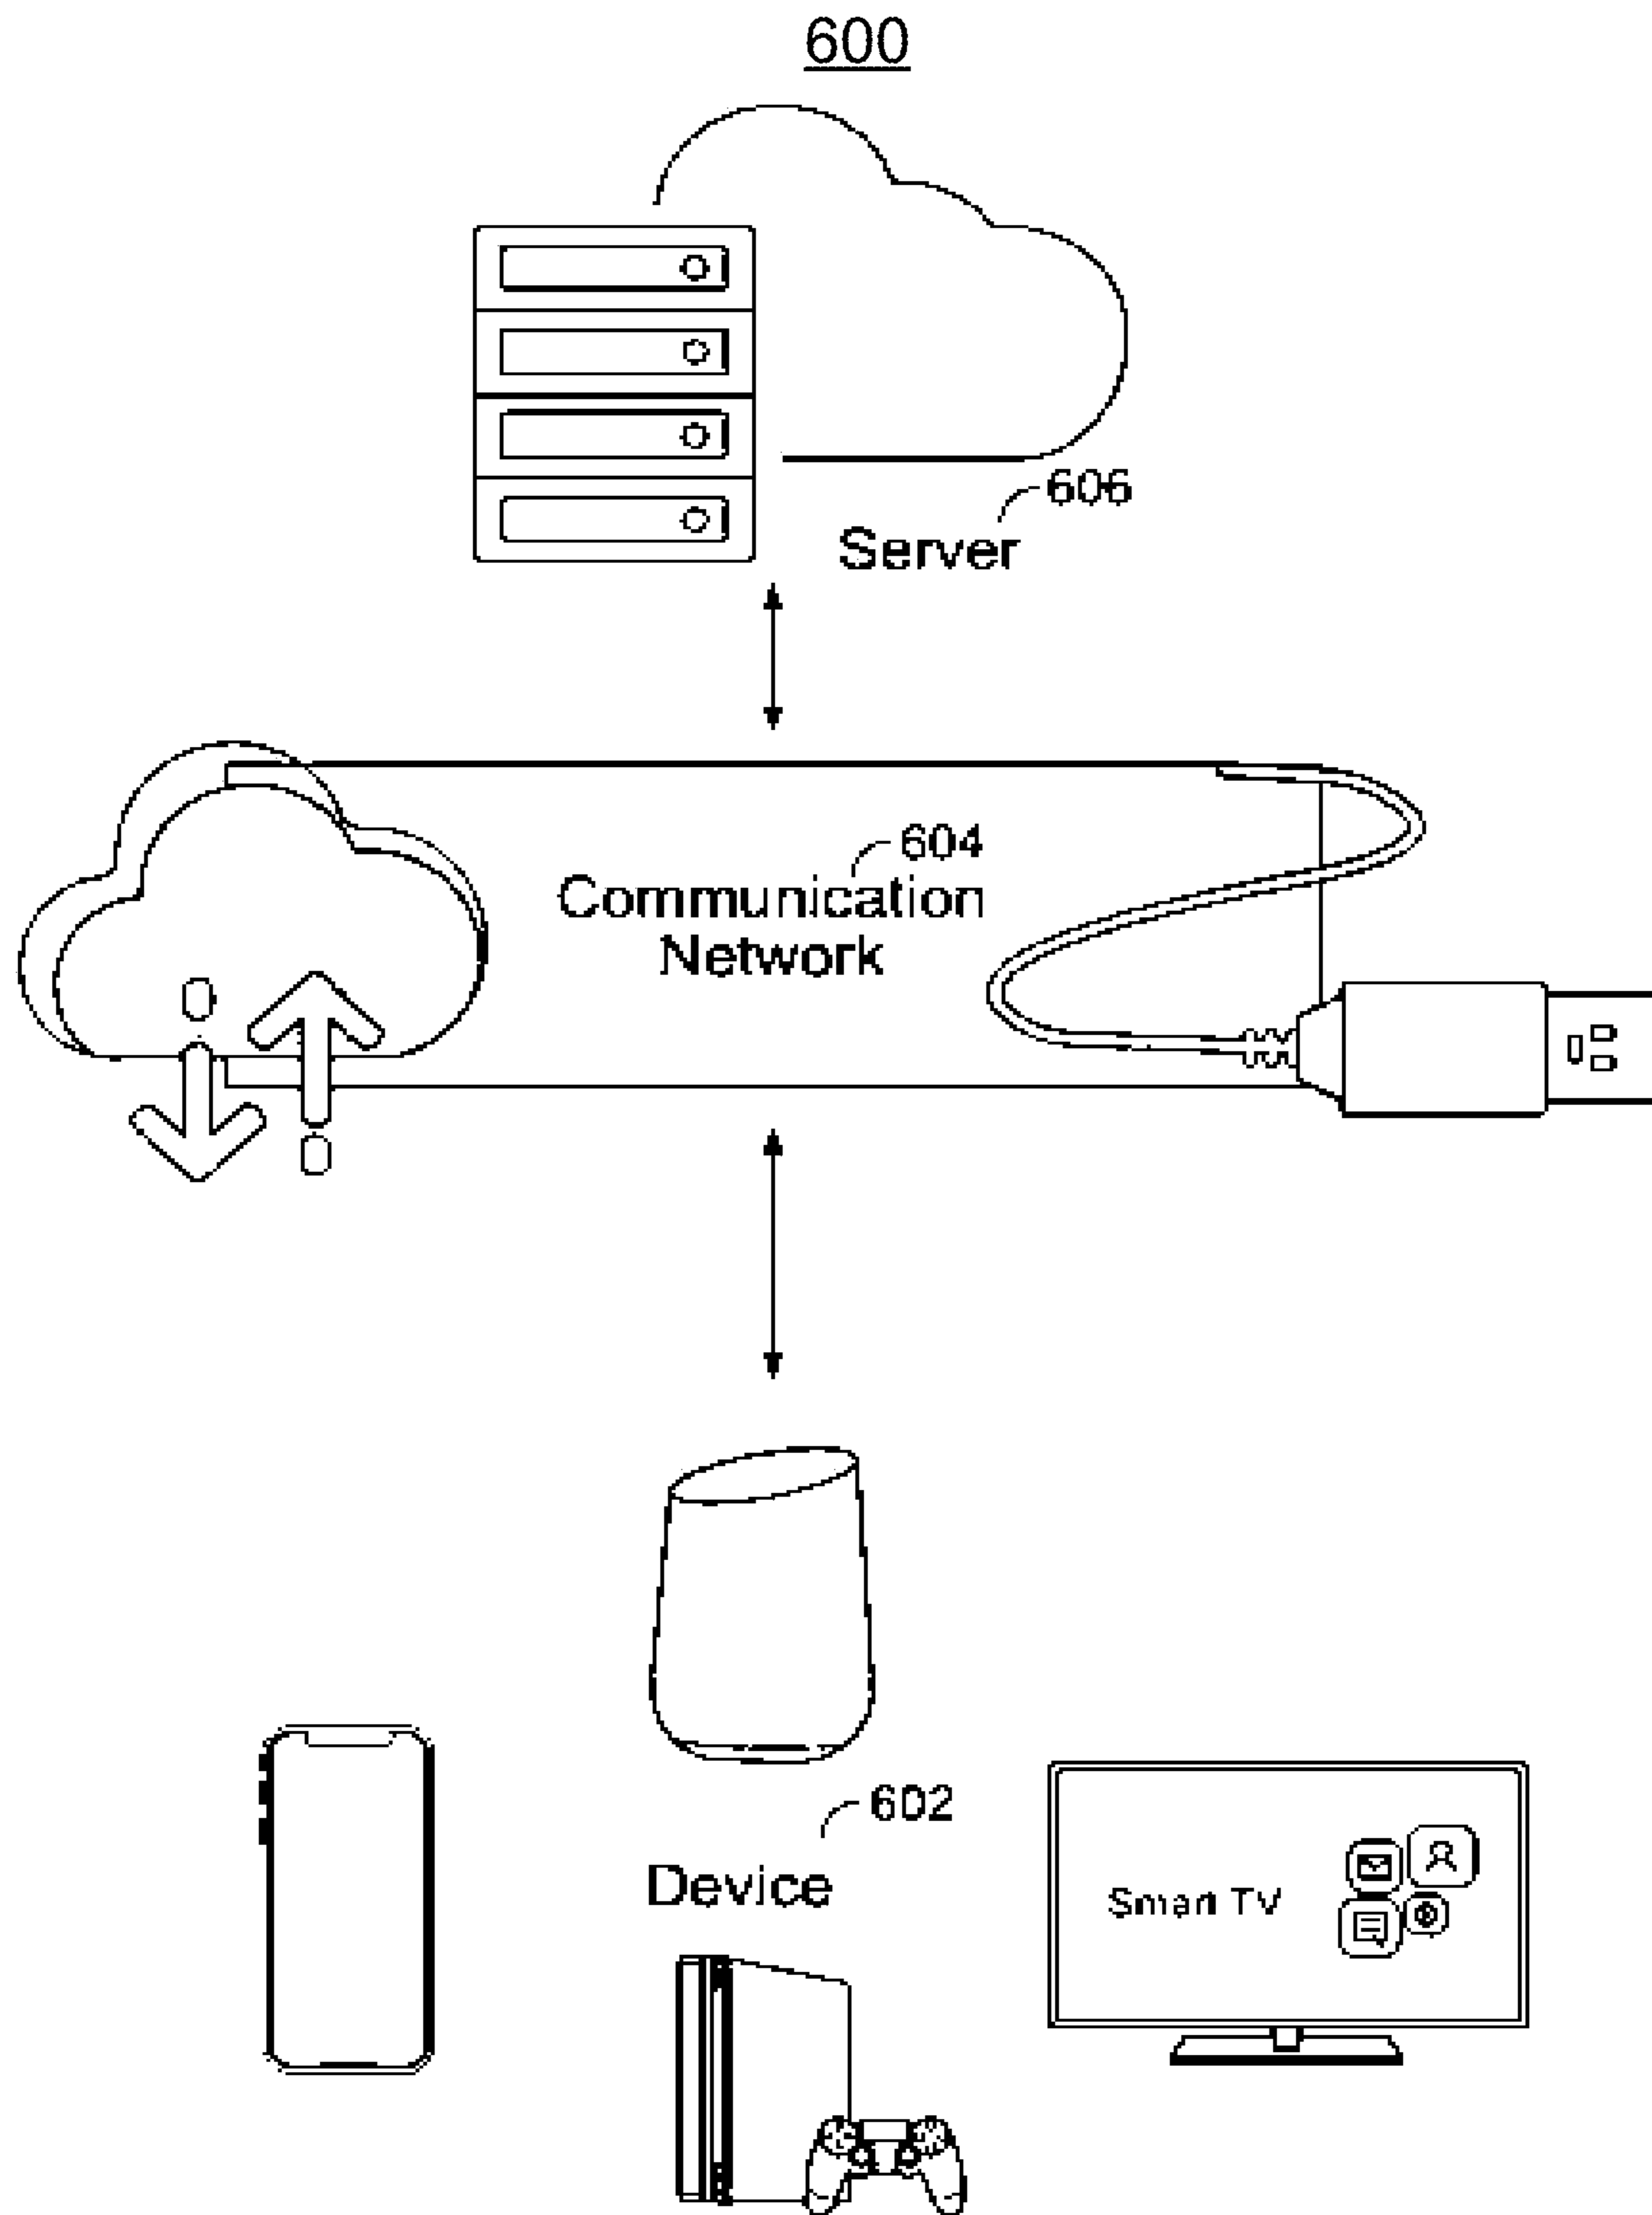 600
606
Server
604
Communication
Network
602
Device
Smart TV